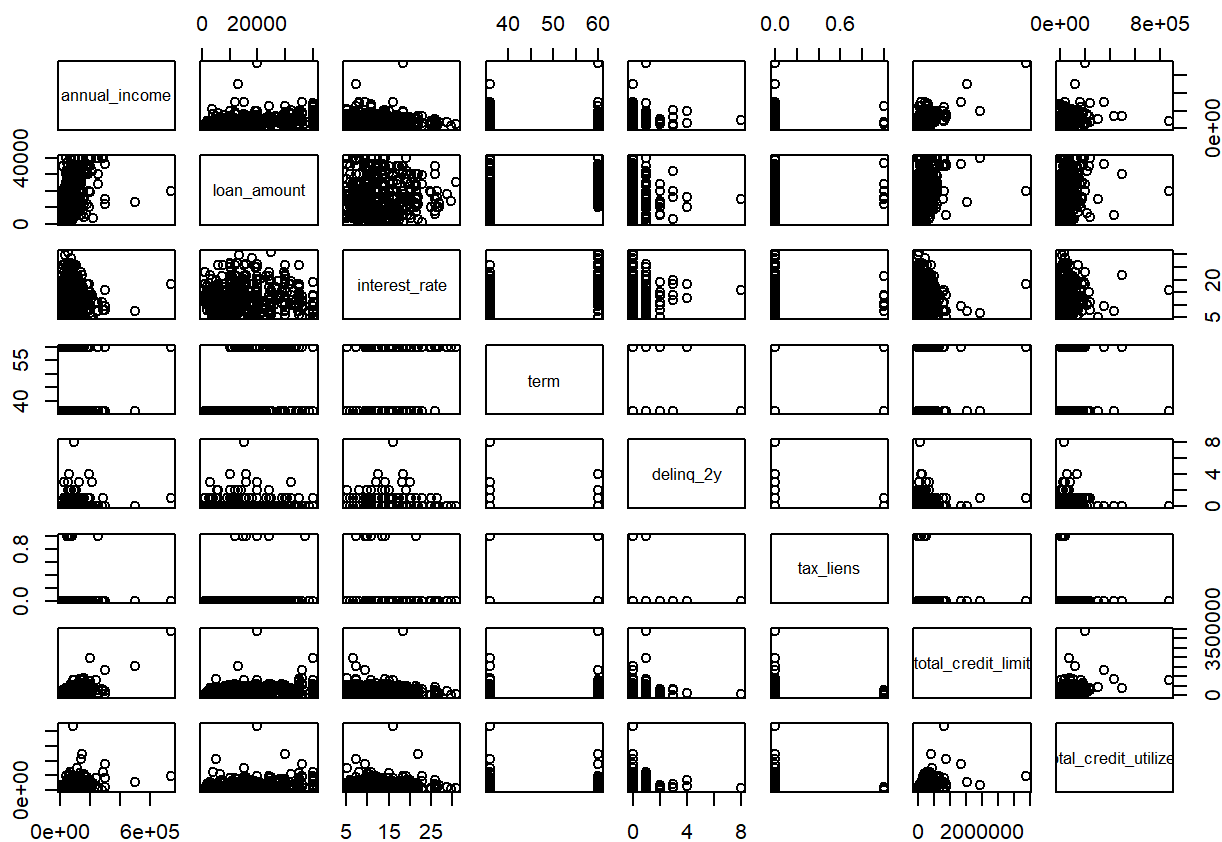 40 60
0.0 0.6
0 20000
0e+00 8e+05
annual_income
0e+00
0 40000
loan_amount
interest_rate
5 20
40 55
term
delinq_2y
0 4 8
0.0 0.8
tax_liens
total_credit_limit
0 3500000
0e+00
otal_credit_utilize
0e+00 6e+05
5 15 25
0 4 8
0 2000000